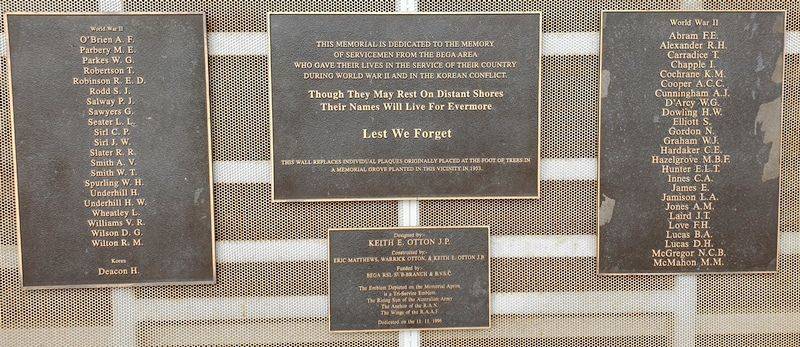 World War II
O'Brien A. F.
Parbery M. E.
Parkes W. G.
Robertson T.
Robinson R. E. D.
Rodd S. J.
Salway P. J.
Sawyers G.
Seater L. L.
Sirl C. P.
Sirl J. W.
Slater R. R.
Smith A. V.
Smith W. T.
Spurling W. H.
Underhill H.
Underhill H. W.
Wheatley L.
Williams V. R.
Wilson D. G.
Wilton R. M.
Korea
Deacon H.
THIS MEMORIAL IS DEDICATED TO THE MEMORY
OF SERVICEMEN FROM THE BEGA AREA
WHO GAVE THEIR LIVES IN THE SERVICE OF THEIR COUNTRY
DURING WORLD WAR II AND IN THE KOREAN CONFLICT.
Though They May Rest On Distant Shores
Their Names Will Live For Evermore
Lest We Forget
THIS WALL REPLACES INDIVIDUAL PLAQUES ORIGINALLY PLACED AT THE FOOT OF TREES IN
A MEMORIAL GROVE PLANTED IN THIS VICINITY IN 1953.
Designed by:-
KEITH E. OTTON J.P.
Constructed by:-
ERIC MATTHEWS, WARRICK OTTON, & KEITH E. OTTON J.P.
Funded by:-
BEGA RSL SUB-BRANCH & B.V.S.C.
The Emblem Depicted on the Memorial Apron,
is a Tri-Service Emblem.
The Rising Sun of the Australian Army
The Anchor of the R.A.N.
The Wings of the R.A.A.F.
Dedicated on the 11. 11. 1996
World War II
Abram F.E.
Alexander R.H.
Carradice T.
Chapple I.
Cochrane K.M.
Cooper A.C.C.
Cunningham A.J.
D'Arcy W.G.
Dowling H.W.
Elliott S.
Gordon N.
Graham W.J.
Hardaker C.E.
Hazelgrove M.B.F.
Hunter E.L.T.
Innes C.A.
James E.
Jamison L.A.
Jones A.M.
Laird J.T.
Love F.H.
Lucas B.A.
Lucas D.H.
McGregor N.C.B.
McMahon M.M.